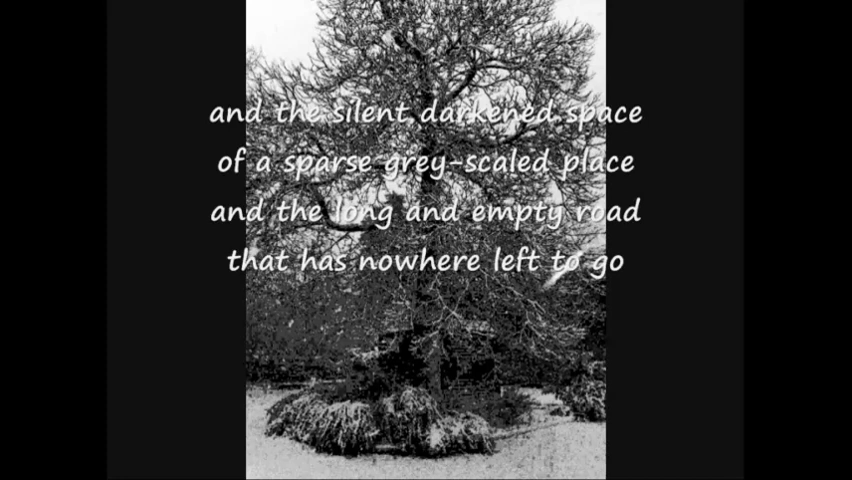 and the silent darkened space
of a sparse grey-scaled place
and the long and empty road
that has nowhere left to go